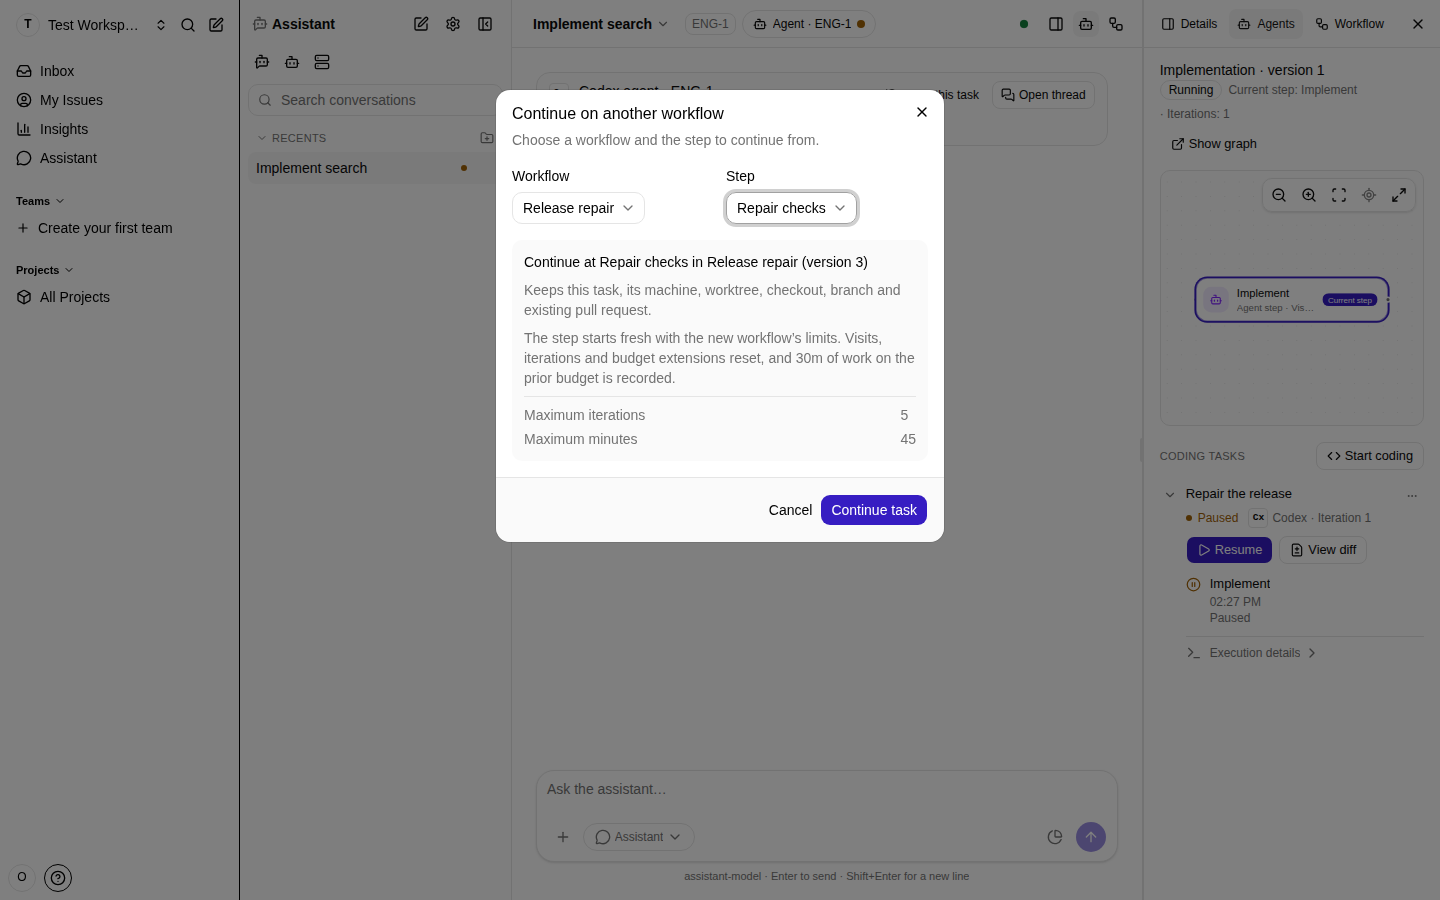 T
Test Worksp…
Inbox
My Issues
Insights
Assistant
Teams
Create your first team
Projects
All Projects
O
Assistant
Search conversations
RECENTS
Implement search
Implement search
ENG-1
Agent · ENG-1
this task
Open thread
Continue on another workflow
Choose a workflow and the step to continue from.
Workflow
Step
Release repair
Repair checks
Continue at Repair checks in Release repair (version 3)
Keeps this task, its machine, worktree, checkout, branch and
existing pull request.
The step starts fresh with the new workflow’s limits. Visits,
iterations and budget extensions reset, and 30m of work on the
prior budget is recorded.
Maximum iterations 5
Maximum minutes 45
Cancel
Continue task
Ask the assistant…
Assistant
assistant-model · Enter to send · Shift+Enter for a new line
Details
Agents
Workflow
Implementation · version 1
Running
Current step: Implement
· Iterations: 1
Show graph
Implement
Agent step · Vis…
Current step
CODING TASKS
Start coding
Repair the release
...
Paused
Cx
Codex · Iteration 1
Resume
View diff
Implement
02:27 PM
Paused
Execution details